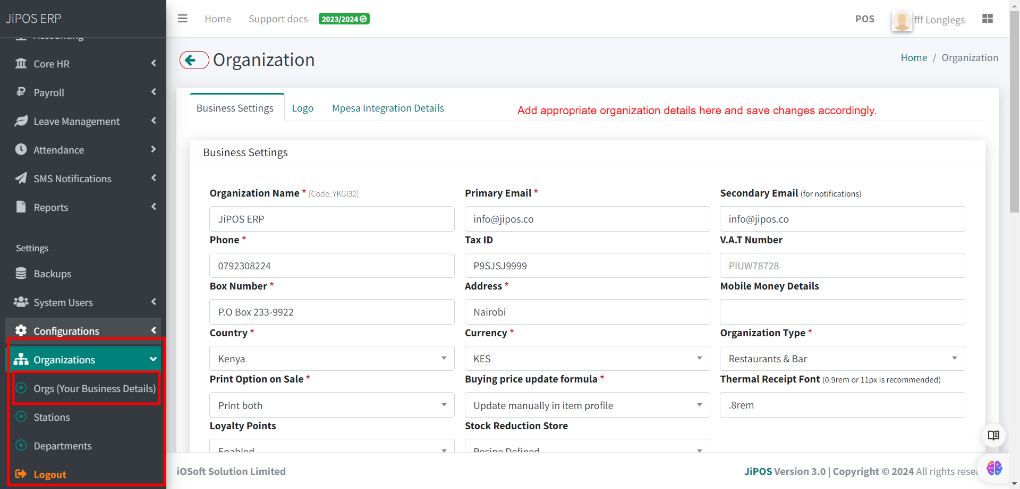 JiPOS ERP
Home Support docs 2023/2024
POS fff Longlegs
Accounting
Core HR
Payroll
Leave Management
Attendance
SMS Notifications
Reports
Settings
Backups
System Users
Configurations
Organizations
Orgs (Your Business Details)
Stations
Departments
Logout
Organization
Home / Organization
Business Settings Logo Mpesa Integration Details
Add appropriate organization details here and save changes accordingly.
Business Settings
Organization Name * (Code: YKGI32) Primary Email * Secondary Email (for notifications)
JiPOS ERP info@jipos.co info@jipos.co
Phone * Tax ID V.A.T Number
0792308224 P9SJSJ9999 PIUW78728
Box Number * Address * Mobile Money Details
P.O Box 233-9922 Nairobi
Country * Currency * Organization Type *
Kenya KES Restaurants & Bar
Print Option on Sale * Buying price update formula * Thermal Receipt Font (0.9rem or 11px is recommended)
Print both Update manually in item profile .8rem
Loyalty Points Stock Reduction Store
Enabled Recipe Defined
iOSoft Solution Limited JiPOS Version 3.0 | Copyright © 2024 All rights reser